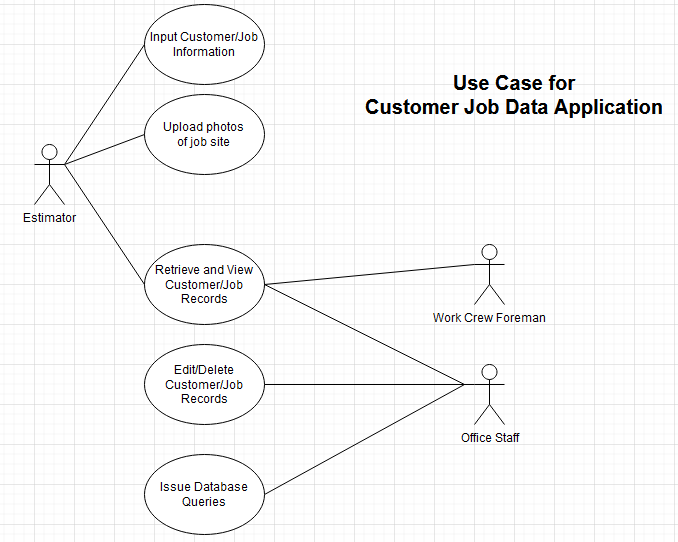 Input Customer/Job
Information
Use Case for
Customer Job Data Application
Upload photos
of job site
Estimator
Retrieve and View
Customer/Job
Records
Work Crew Foreman
Edit/Delete
Customer/Job
Records
Office Staff
Issue Database
Queries